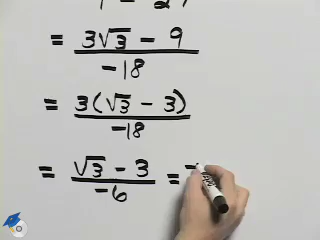 = 3√3 - 9 / -18
= 3(√3 - 3) / -18
= √3 - 3 / -6 = -